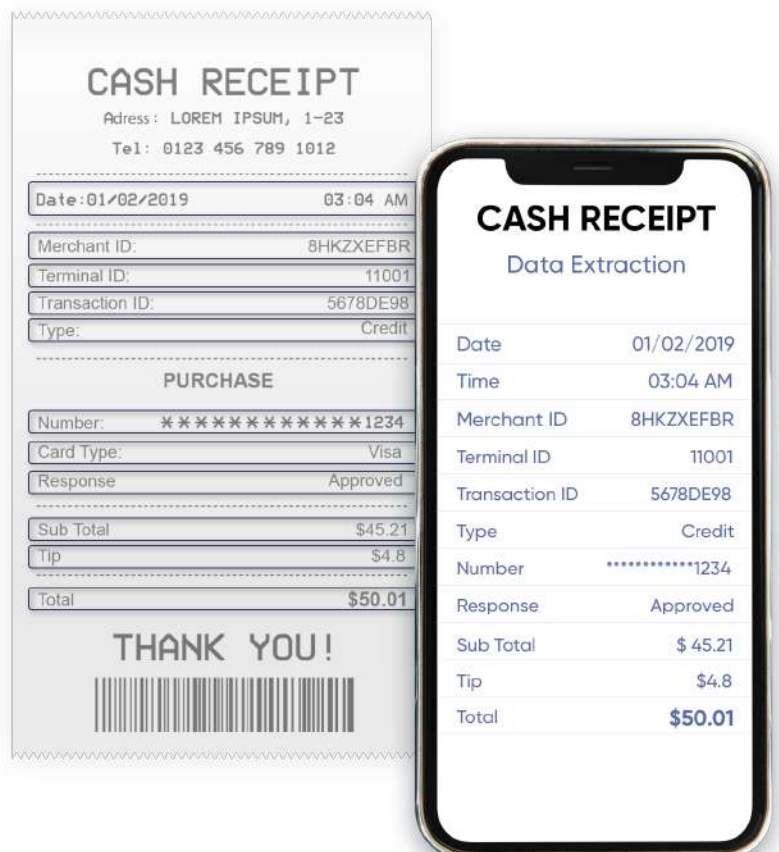 CASH RECEIPT
Adress: LOREM IPSUM, 1-23
Tel: 0123 456 789 1012
Date:01/02/2019 03:04 AM
Merchant ID: 8HKZXEFBR
Terminal ID: 11001
Transaction ID: 5678DE98
Type: Credit
PURCHASE
Number: ************1234
Card Type: Visa
Response Approved
Sub Total $45.21
Tip $4.8
Total $50.01
THANK YOU!
CASH RECEIPT
Data Extraction
Date 01/02/2019
Time 03:04 AM
Merchant ID 8HKZXEFBR
Terminal ID 11001
Transaction ID 5678DE98
Type Credit
Number ************1234
Response Approved
Sub Total $ 45.21
Tip $4.8
Total $50.01